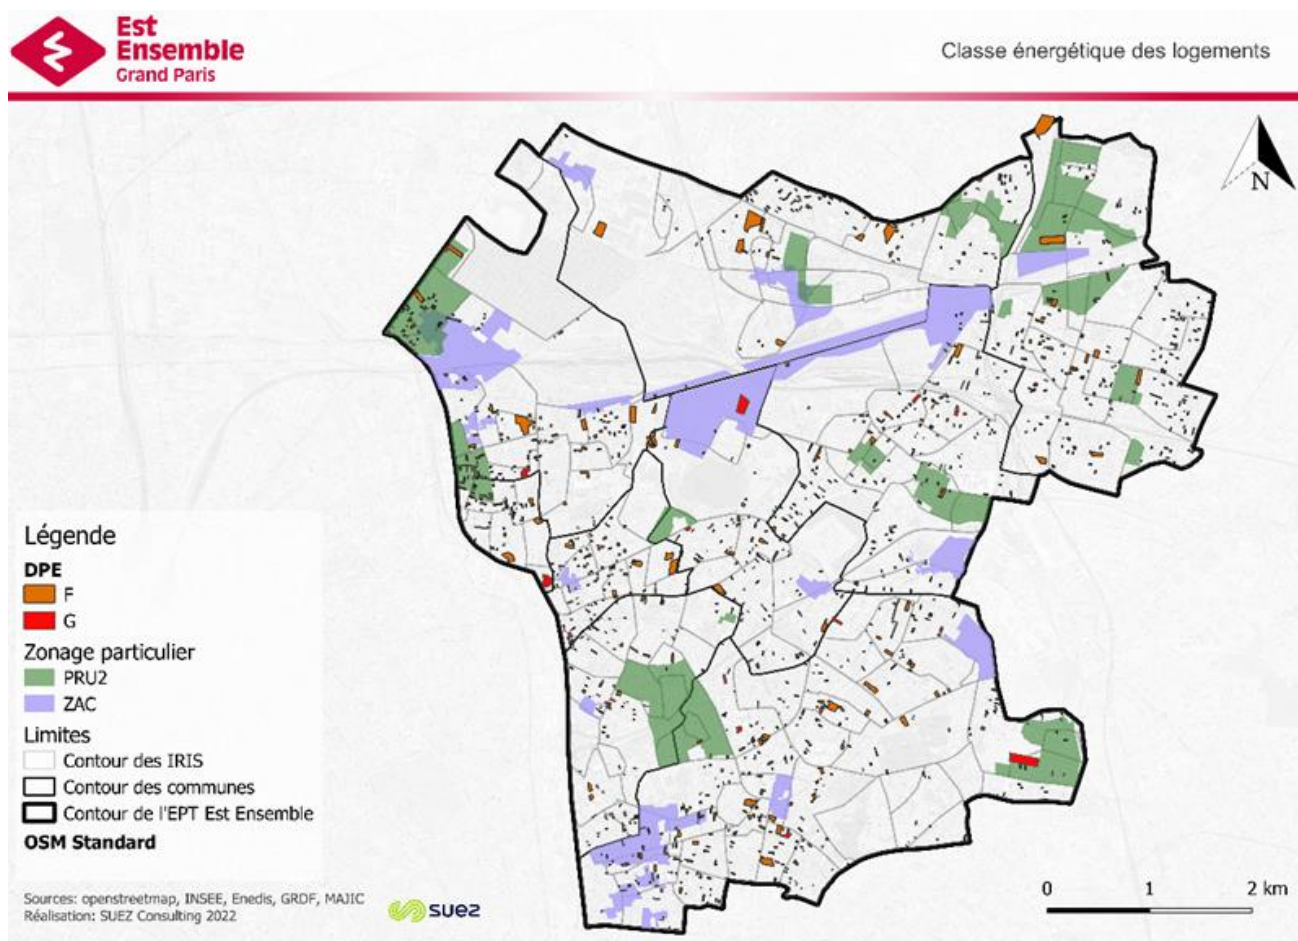 Est
Ensemble
Grand Paris
Classe énergétique des logements
N
Légende
DPE
F
G
Zonage particulier
PRU2
ZAC
Limites
Contour des IRIS
Contour des communes
Contour de l'EPT Est Ensemble
OSM Standard
Sources: openstreetmap, INSEE, Enedis, GRDF, MAJIC
Réalisation: SUEZ Consulting 2022
suez
0 1 2 km